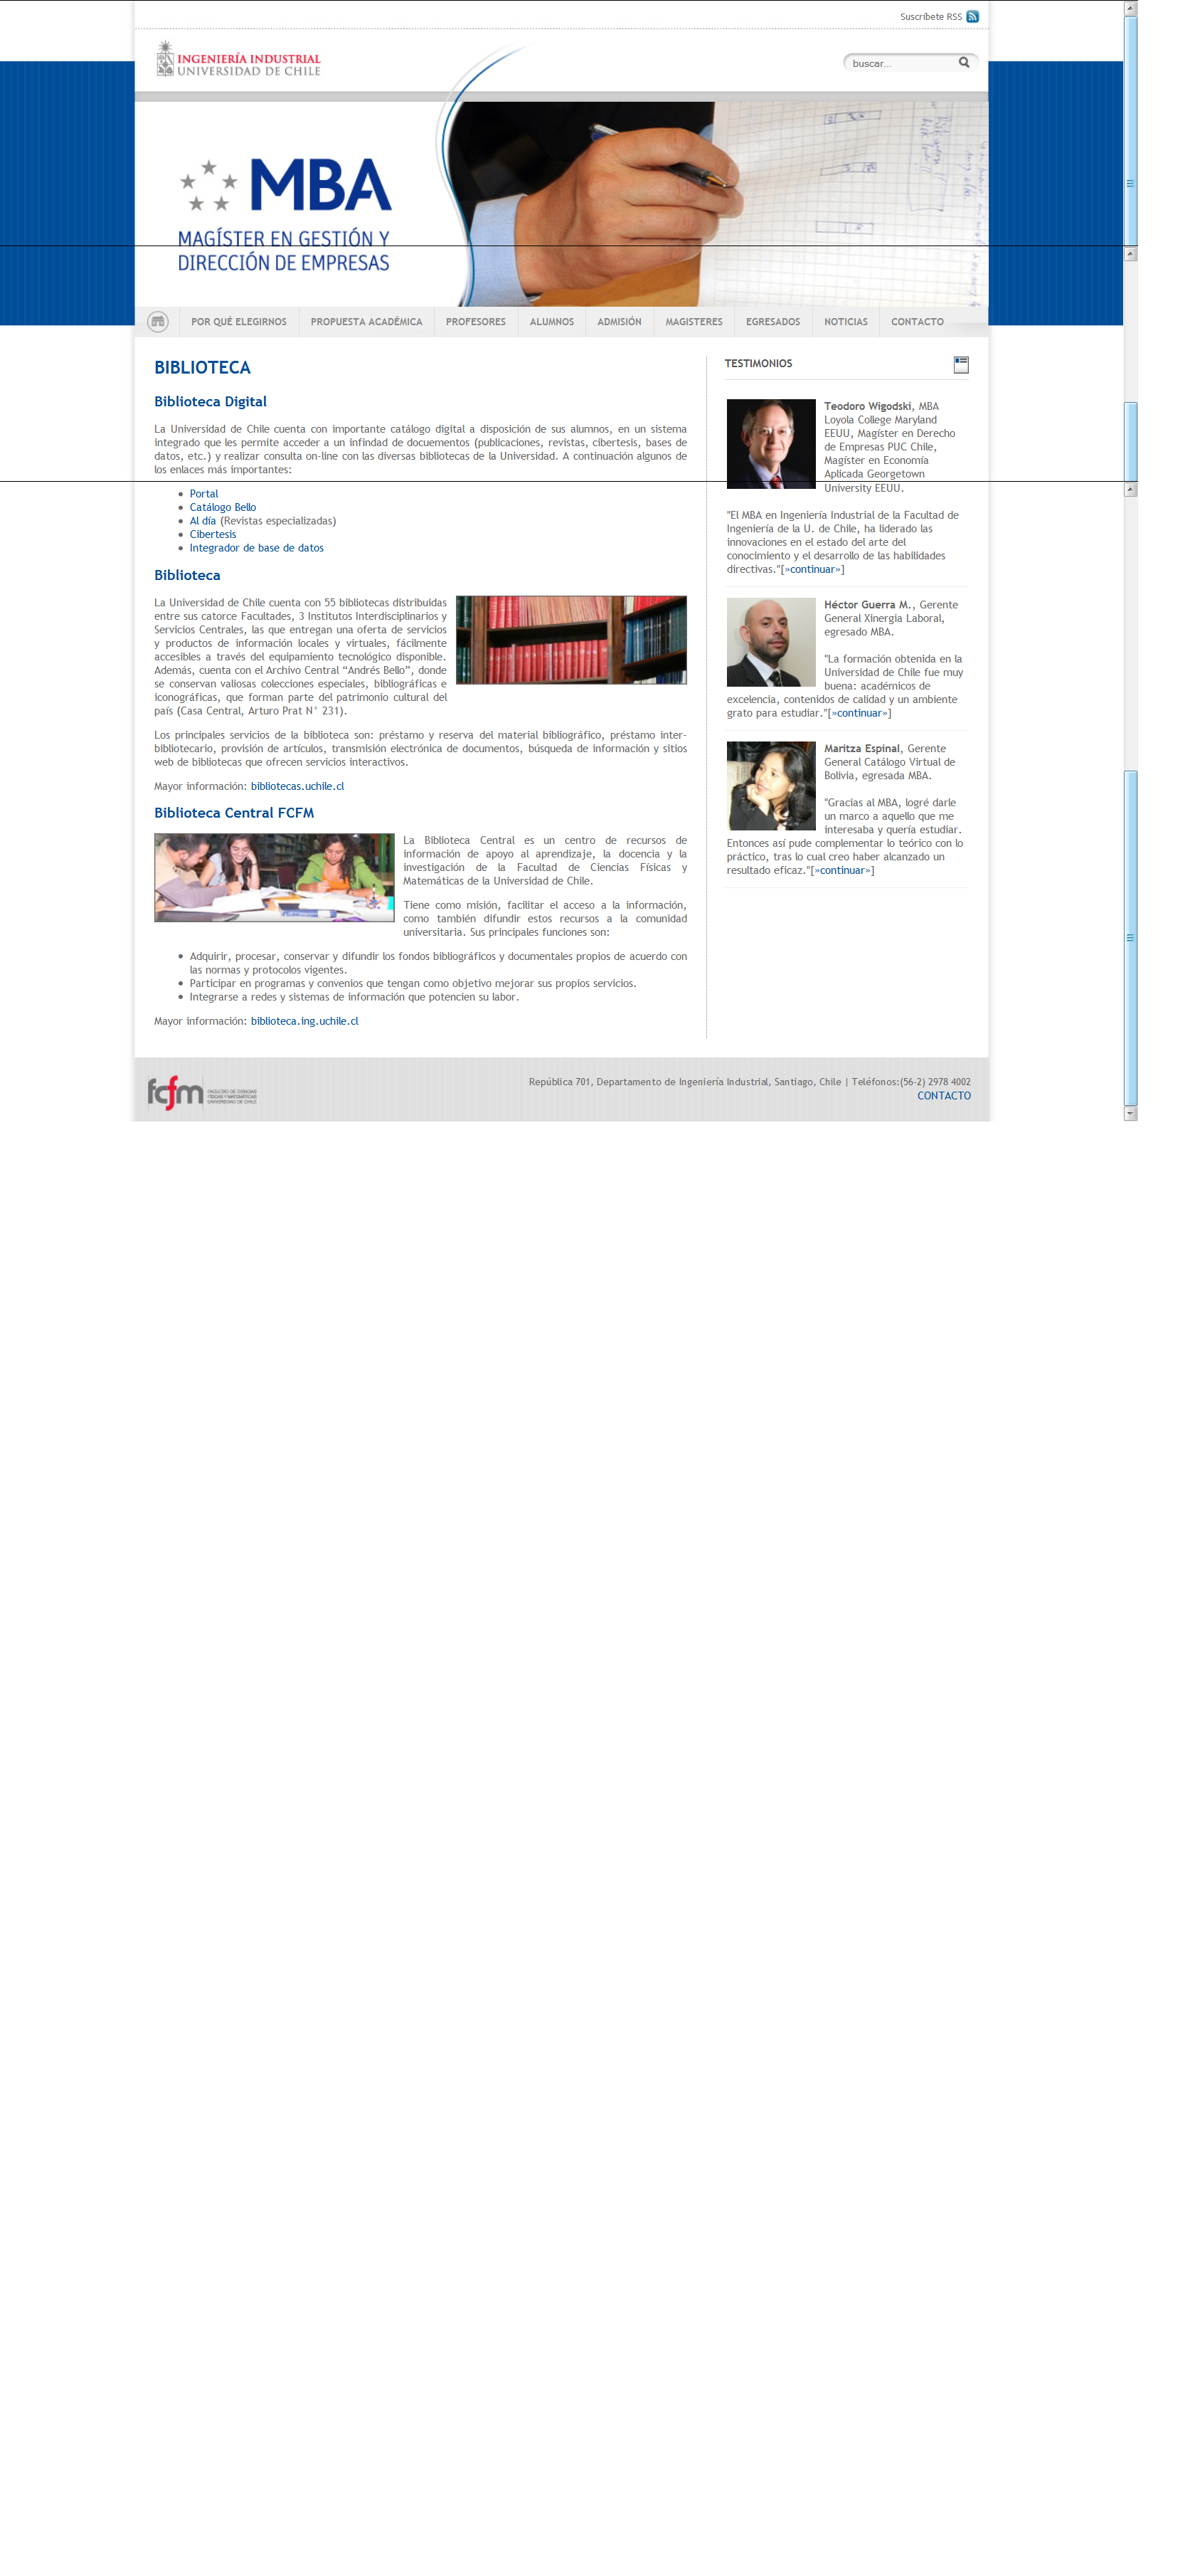 Suscríbete RSS
INGENIERÍA INDUSTRIAL
UNIVERSIDAD DE CHILE
buscar...
MBA
MAGÍSTER EN GESTIÓN Y
DIRECCIÓN DE EMPRESAS
POR QUÉ ELEGIRNOS PROPUESTA ACADÉMICA PROFESORES ALUMNOS ADMISIÓN MAGISTERES EGRESADOS NOTICIAS CONTACTO
BIBLIOTECA
Biblioteca Digital
La Universidad de Chile cuenta con importante catálogo digital a disposición de sus alumnos, en un sistema
integrado que les permite acceder a un infindad de docuementos (publicaciones, revistas, cibertesis, bases de
datos, etc.) y realizar consulta on-line con las diversas bibliotecas de la Universidad. A continuación algunos de
los enlaces más importantes:
Portal
Catálogo Bello
Al día (Revistas especializadas)
Cibertesis
Integrador de base de datos
Biblioteca
La Universidad de Chile cuenta con 55 bibliotecas distribuidas
entre sus catorce Facultades, 3 Institutos Interdisciplinarios y
Servicios Centrales, las que entregan una oferta de servicios
y productos de información locales y virtuales, fácilmente
accesibles a través del equipamiento tecnológico disponible.
Además, cuenta con el Archivo Central “Andrés Bello”, donde
se conservan valiosas colecciones especiales, bibliográficas e
iconográficas, que forman parte del patrimonio cultural del
país (Casa Central, Arturo Prat N° 231).
Los principales servicios de la biblioteca son: préstamo y reserva del material bibliográfico, préstamo inter-
bibliotecario, provisión de artículos, transmisión electrónica de documentos, búsqueda de información y sitios
web de bibliotecas que ofrecen servicios interactivos.
Mayor información: bibliotecas.uchile.cl
Biblioteca Central FCFM
La Biblioteca Central es un centro de recursos de
información de apoyo al aprendizaje, la docencia y la
investigación de la Facultad de Ciencias Físicas y
Matemáticas de la Universidad de Chile.
Tiene como misión, facilitar el acceso a la información,
como también difundir estos recursos a la comunidad
universitaria. Sus principales funciones son:
Adquirir, procesar, conservar y difundir los fondos bibliográficos y documentales propios de acuerdo con
las normas y protocolos vigentes.
Participar en programas y convenios que tengan como objetivo mejorar sus propios servicios.
Integrarse a redes y sistemas de información que potencien su labor.
Mayor información: biblioteca.ing.uchile.cl
TESTIMONIOS
Teodoro Wigodski, MBA
Loyola College Maryland
EEUU, Magíster en Derecho
de Empresas PUC Chile,
Magíster en Economía
Aplicada Georgetown
University EEUU.
"El MBA en Ingeniería Industrial de la Facultad de
Ingeniería de la U. de Chile, ha liderado las
innovaciones en el estado del arte del
conocimiento y el desarrollo de las habilidades
directivas."[»continuar»]
Héctor Guerra M., Gerente
General Xinergia Laboral,
egresado MBA.
"La formación obtenida en la
Universidad de Chile fue muy
buena: académicos de
excelencia, contenidos de calidad y un ambiente
grato para estudiar."[»continuar»]
Maritza Espinal, Gerente
General Catálogo Virtual de
Bolivia, egresada MBA.
"Gracias al MBA, logré darle
un marco a aquello que me
interesaba y quería estudiar.
Entonces así pude complementar lo teórico con lo
práctico, tras lo cual creo haber alcanzado un
resultado eficaz."[»continuar»]
fcfm
FACULTAD DE CIENCIAS
FÍSICAS Y MATEMÁTICAS
UNIVERSIDAD DE CHILE
República 701, Departamento de Ingeniería Industrial, Santiago, Chile | Teléfonos:(56-2) 2978 4002
CONTACTO